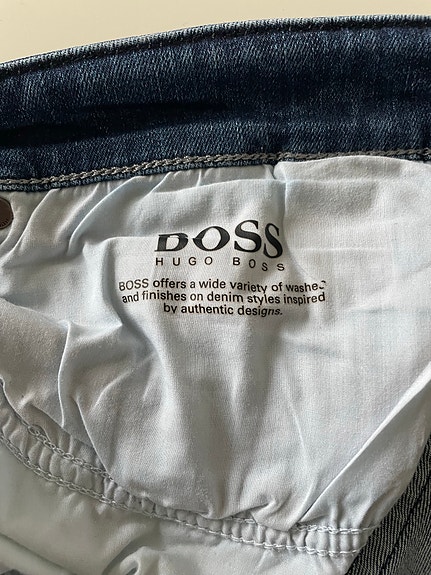 BOSS
HUGO BOSS
BOSS offers a wide variety of washes
and finishes on denim styles inspired
by authentic designs.